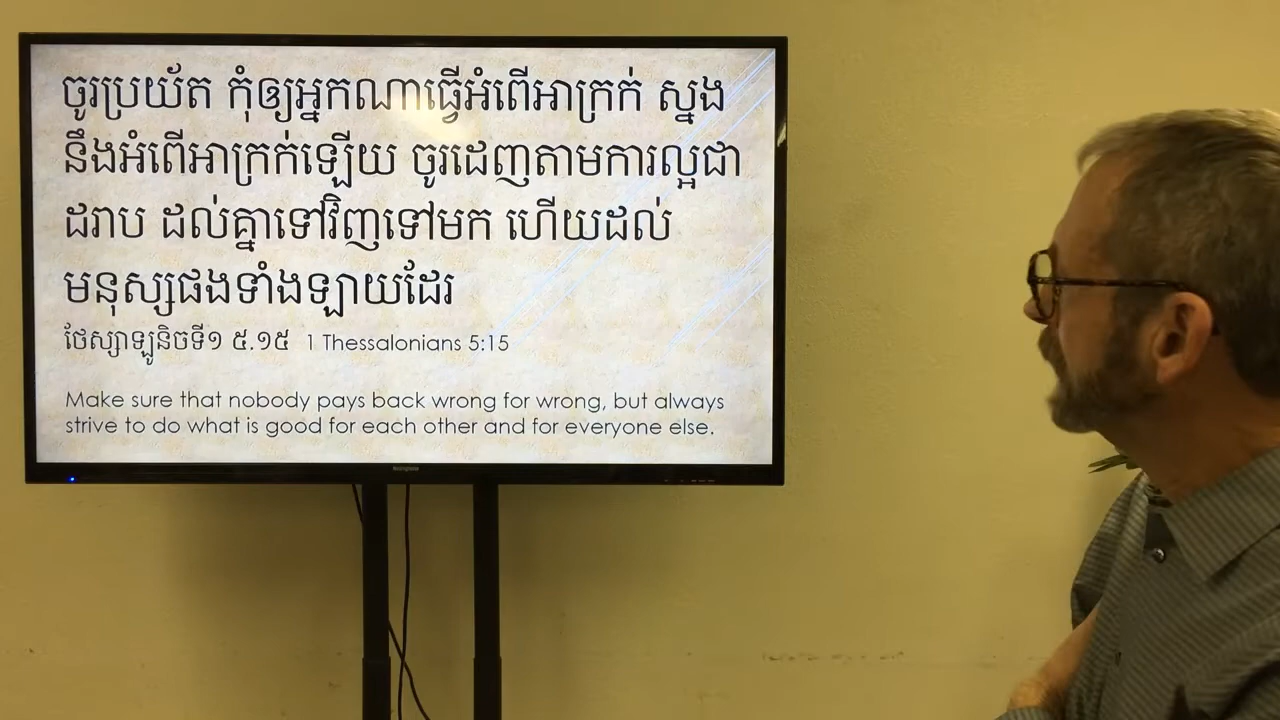 ចូរប្រយ័ត កុំឲ្យអ្នកណាធ្វើអំពើអាក្រក់ ស្នង
នឹងអំពើអាក្រក់ឡើយ ចូរដេញតាមការល្អជា
ដរាប ដល់គ្នាទៅវិញទៅមក ហើយដល់
មនុស្សផងទាំងឡាយដែរ
ថែស្សាឡូនិចទី១ ៥.១៥ 1 Thessalonians 5:15
Make sure that nobody pays back wrong for wrong, but always
strive to do what is good for each other and for everyone else.